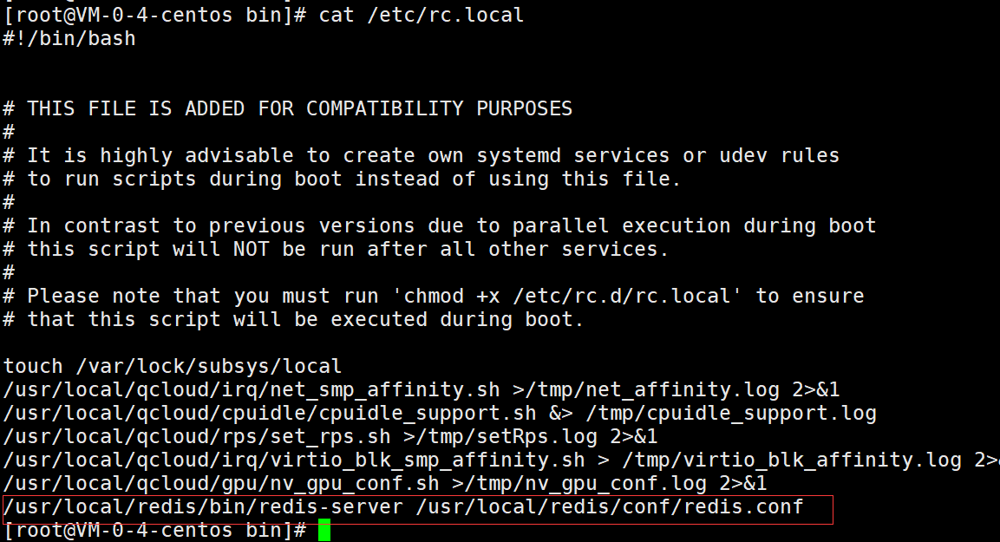 [root@VM-0-4-centos bin]# cat /etc/rc.local
#!/bin/bash
# THIS FILE IS ADDED FOR COMPATIBILITY PURPOSES
#
# It is highly advisable to create own systemd services or udev rules
# to run scripts during boot instead of using this file.
#
# In contrast to previous versions due to parallel execution during boot
# this script will NOT be run after all other services.
#
# Please note that you must run 'chmod +x /etc/rc.d/rc.local' to ensure
# that this script will be executed during boot.
touch /var/lock/subsys/local
/usr/local/qcloud/irq/net_smp_affinity.sh >/tmp/net_affinity.log 2>&1
/usr/local/qcloud/cpuidle/cpuidle_support.sh &> /tmp/cpuidle_support.log
/usr/local/qcloud/rps/set_rps.sh >/tmp/setRps.log 2>&1
/usr/local/qcloud/irq/virtio_blk_smp_affinity.sh > /tmp/virtio_blk_affinity.log 2>
/usr/local/qcloud/gpu/nv_gpu_conf.sh >/tmp/nv_gpu_conf.log 2>&1
/usr/local/redis/bin/redis-server /usr/local/redis/conf/redis.conf
[root@VM-0-4-centos bin]#